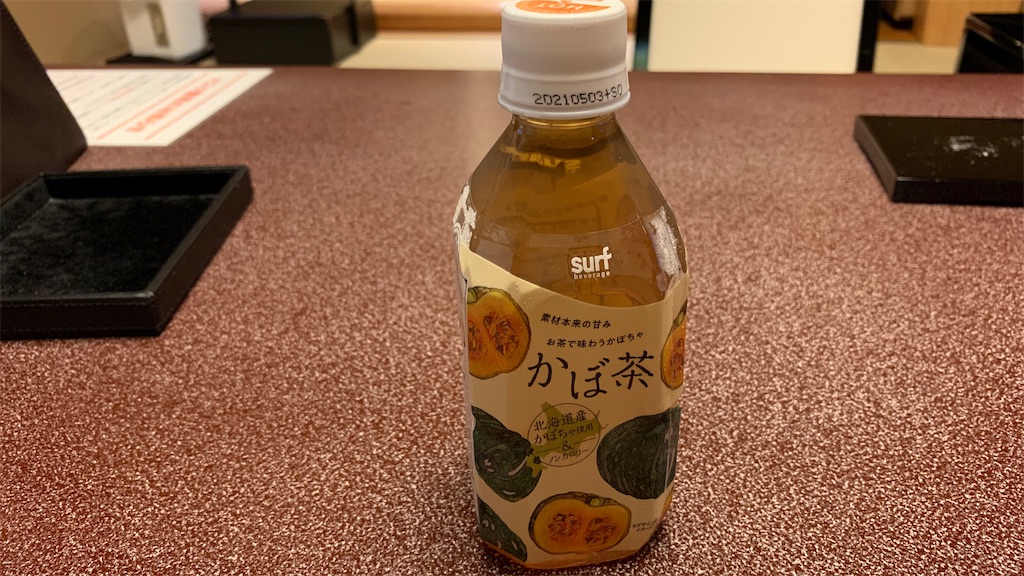 HOT
20210503+SO
surf
beverage
素材本来の甘み
お茶で味わうかぼちゃ
かぼ茶
北海道産
かぼちゃ使用
&
ノンカロリー